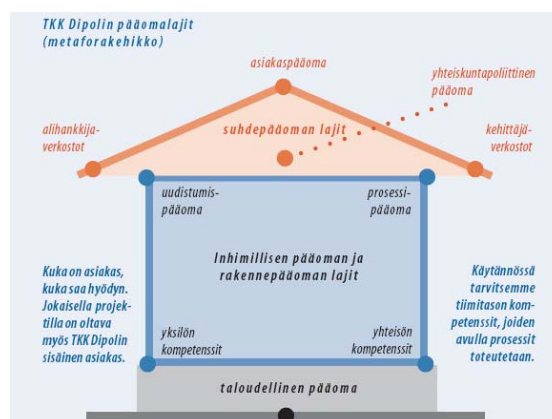 TKK Dipolin pääomalajit
(metaforakehikko)
asiakaspääoma
yhteiskuntapoliittinen
pääoma
alihankkija-
verkostot
suhdepääoman lajit
kehittäjä-
verkostot
uudistumis-
pääoma
prosessi-
pääoma
Inhimillisen pääoman ja
rakennepääoman lajit
Kuka on asiakas,
kuka saa hyödyn.
Jokaisella projek-
tilla on oltava
myös TKK Dipolin
sisäinen asiakas.
Käytännössä
tarvitsemme
tiimitason kom-
petenssit, joiden
avulla prosessit
toteutetaan.
yksilön
kompetenssit
yhteisön
kompetenssit
taloudellinen pääoma